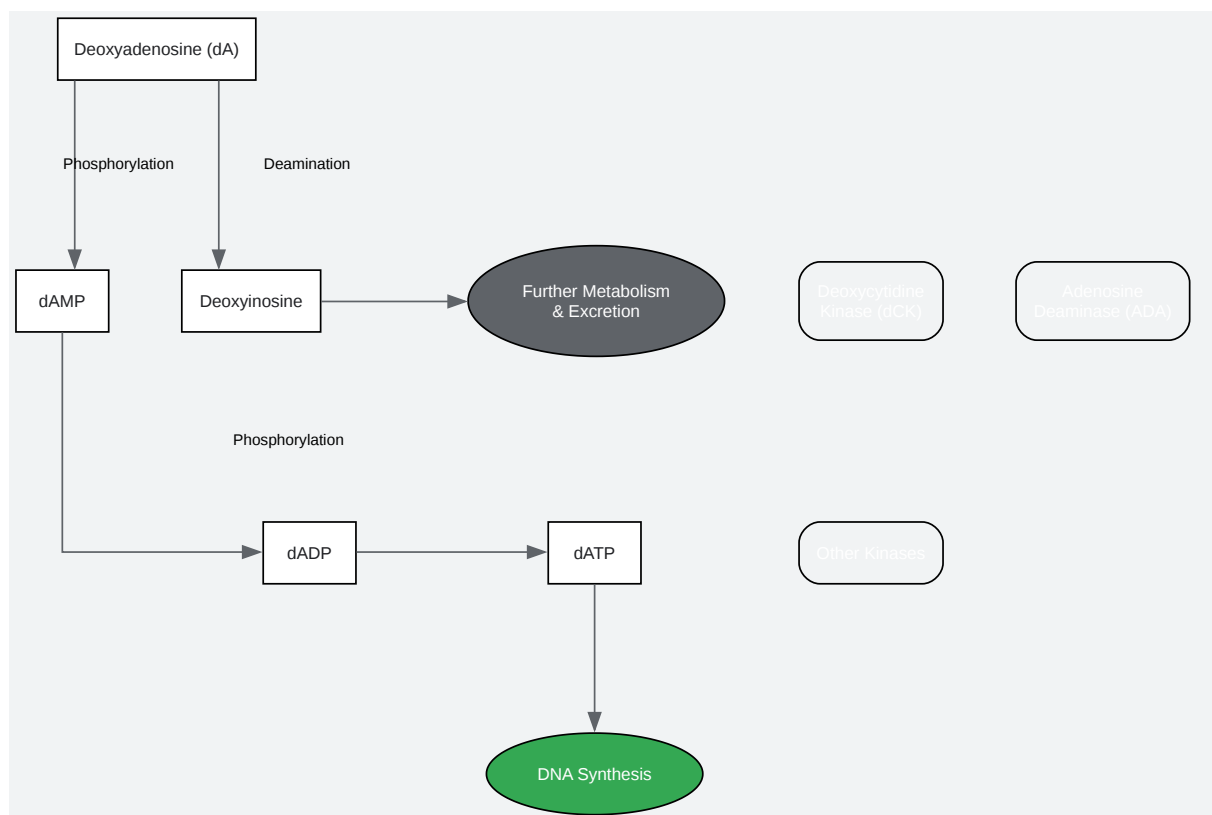 Deoxyadenosine (dA)
Phosphorylation
Deamination
dAMP
Deoxyinosine
Further Metabolism
& Excretion
Deoxycytidine
Kinase (dCK)
Adenosine
Deaminase (ADA)
Phosphorylation
dADP
dATP
Other Kinases
DNA Synthesis